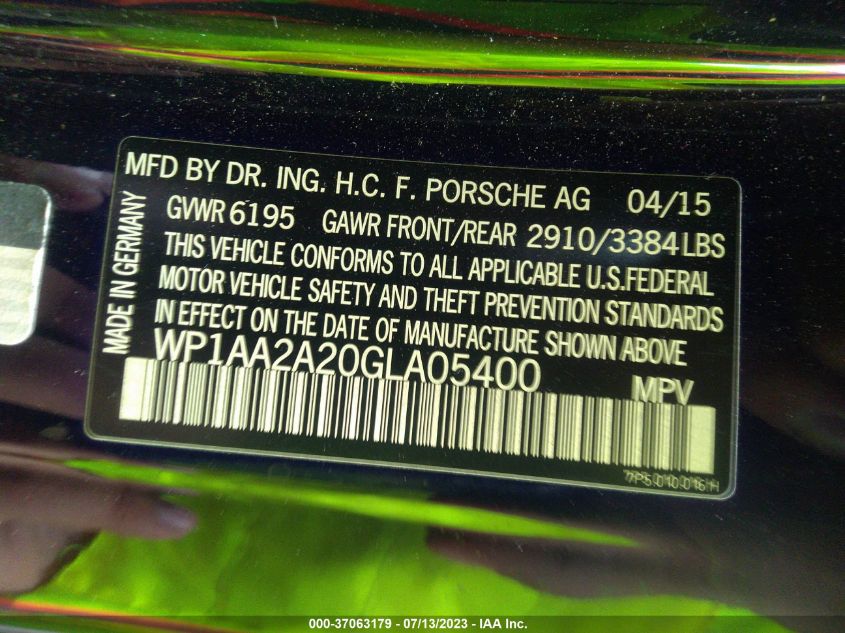 MFD BY DR. ING. H.C. F. PORSCHE AG 04/15
GVWR 6195 GAWR FRONT/REAR 2910/3384 LBS
THIS VEHICLE CONFORMS TO ALL APPLICABLE U.S.FEDERAL
MOTOR VEHICLE SAFETY AND THEFT PREVENTION STANDARDS
IN EFFECT ON THE DATE OF MANUFACTURE SHOWN ABOVE
WP1AA2A20GLA05400 MPV
MADE IN GERMANY
7P5.010.016.H
000-37063179 - 07/13/2023 - IAA Inc.